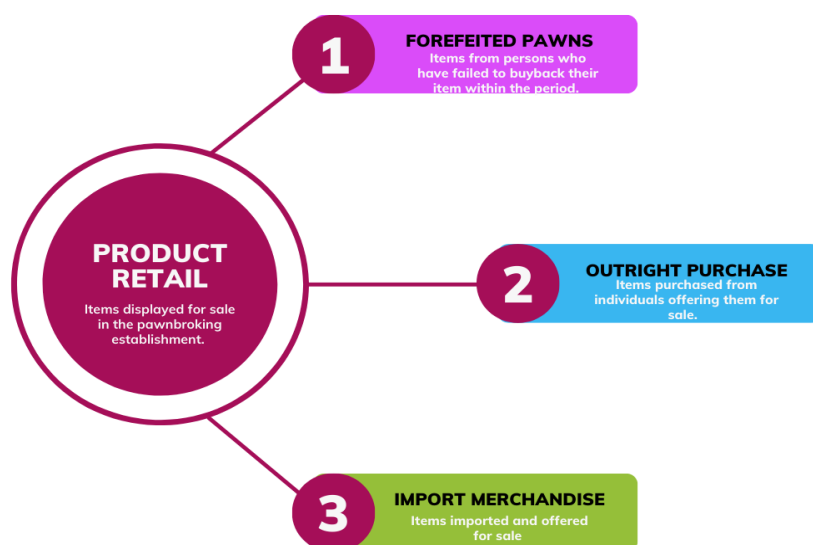 1
FOREFEITED PAWNS
Items from persons who
have failed to buyback their
item within the period.
PRODUCT
RETAIL
Items displayed for sale
in the pawnbroking
establishment.
2
OUTRIGHT PURCHASE
Items purchased from
individuals offering them for
sale.
3
IMPORT MERCHANDISE
Items imported and offered
for sale